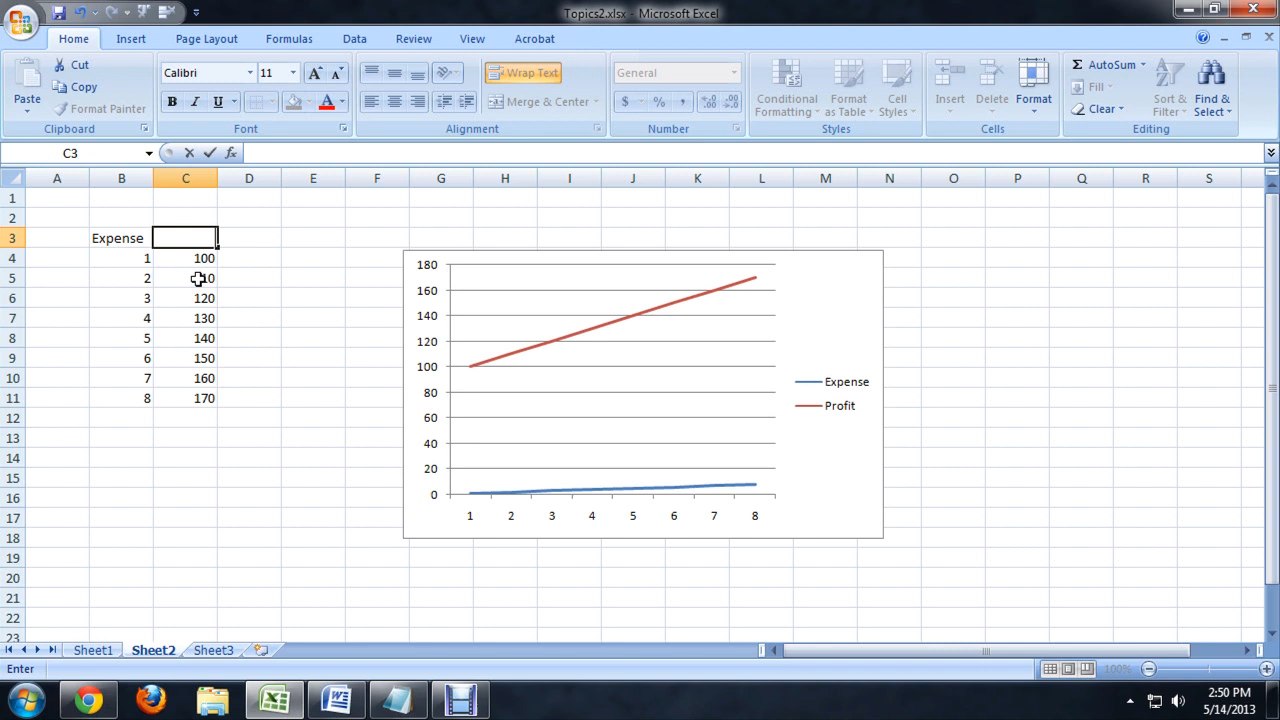 Topics2.xlsx - Microsoft Excel
Home Insert Page Layout Formulas Data Review View Acrobat
Paste
Cut
Copy
Format Painter
Clipboard
Calibri 11
B I U
Font
Wrap Text
Merge & Center
Alignment
General
$ % ,
Number
Conditional Formatting
Format as Table
Cell Styles
Styles
Insert
Delete
Format
Cells
AutoSum
Fill
Clear
Sort & Filter
Find & Select
Editing
C3 fx
A B C D E F G H I J K L M N O P Q R S
1
2
3 Expense
4 1 100
5 2
6 3 120
7 4 130
8 5 140
9 6 150
10 7 160
11 8 170
12
13
14
15
16
17
18
19
20
21
22
23
180
160
140
120
100
80
60
40
20
0
1 2 3 4 5 6 7 8
Expense
Profit
Sheet1 Sheet2 Sheet3
Enter 100%
2:50 PM
5/14/2013